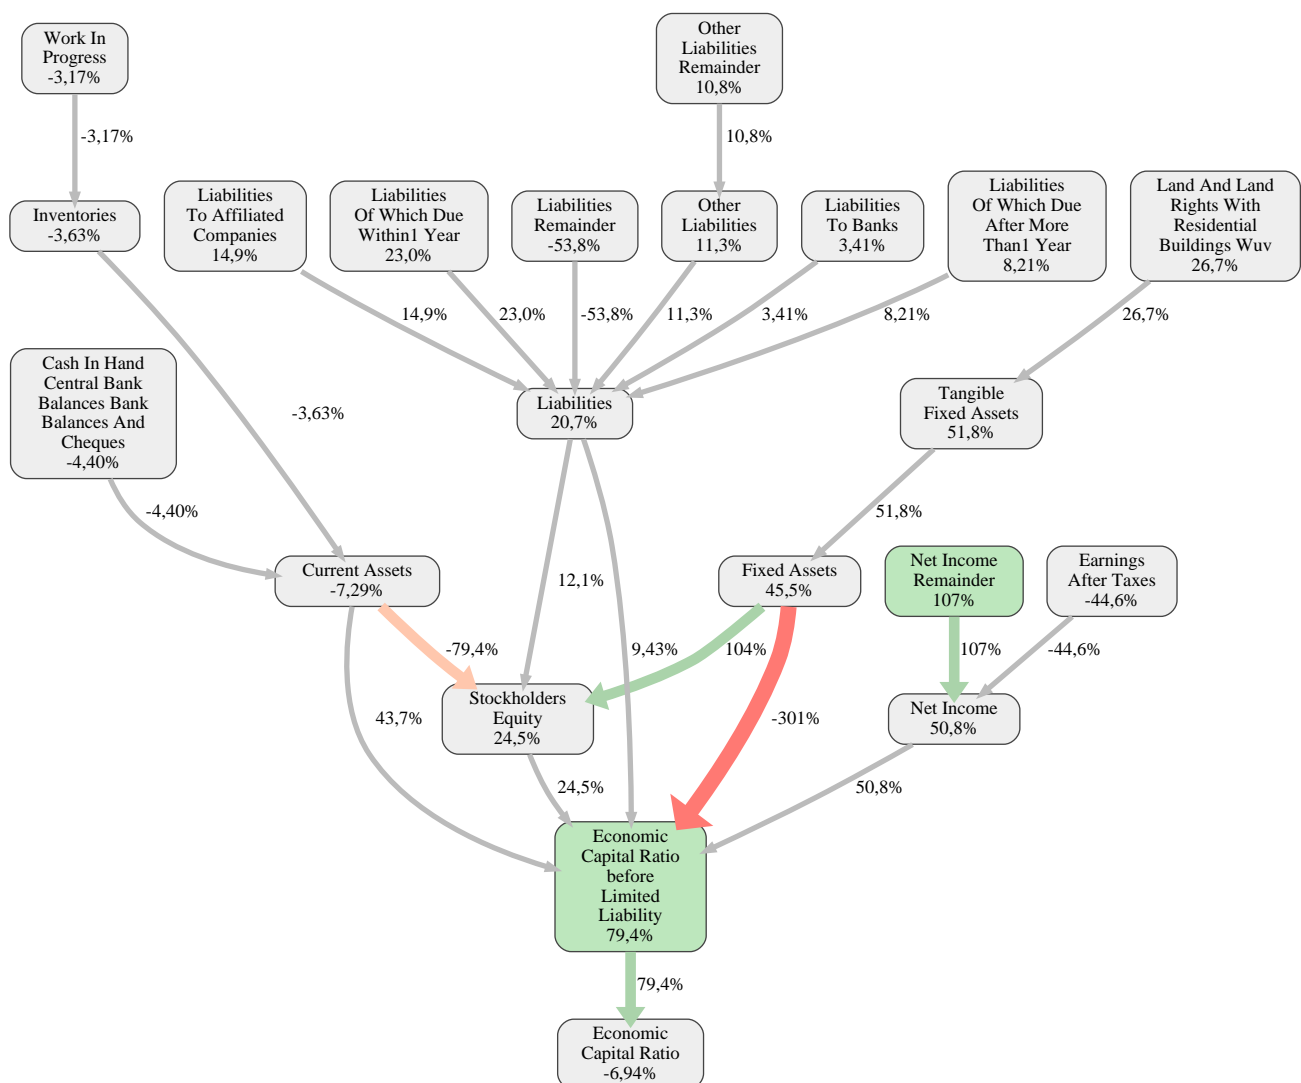 Work In
Progress
-3,17%
Other
Liabilities
Remainder
10,8%
-3,17%
10,8%
Inventories
-3,63%
Liabilities
To Affiliated
Companies
14,9%
Liabilities
Of Which Due
Within1 Year
23,0%
Liabilities
Remainder
-53,8%
Other
Liabilities
11,3%
Liabilities
To Banks
3,41%
Liabilities
Of Which Due
After More
Than1 Year
8,21%
Land And Land
Rights With
Residential
Buildings Wuv
26,7%
14,9%
23,0%
-53,8%
11,3%
3,41%
8,21%
26,7%
Cash In Hand
Central Bank
Balances Bank
Balances And
Cheques
-4,40%
-3,63%
Liabilities
20,7%
Tangible
Fixed Assets
51,8%
-4,40%
51,8%
Current Assets
-7,29%
12,1%
Fixed Assets
45,5%
Net Income
Remainder
107%
Earnings
After Taxes
-44,6%
-79,4%
9,43%
104%
107%
-44,6%
43,7%
Stockholders
Equity
24,5%
-301%
Net Income
50,8%
24,5%
50,8%
Economic
Capital Ratio
before
Limited
Liability
79,4%
79,4%
Economic
Capital Ratio
-6,94%